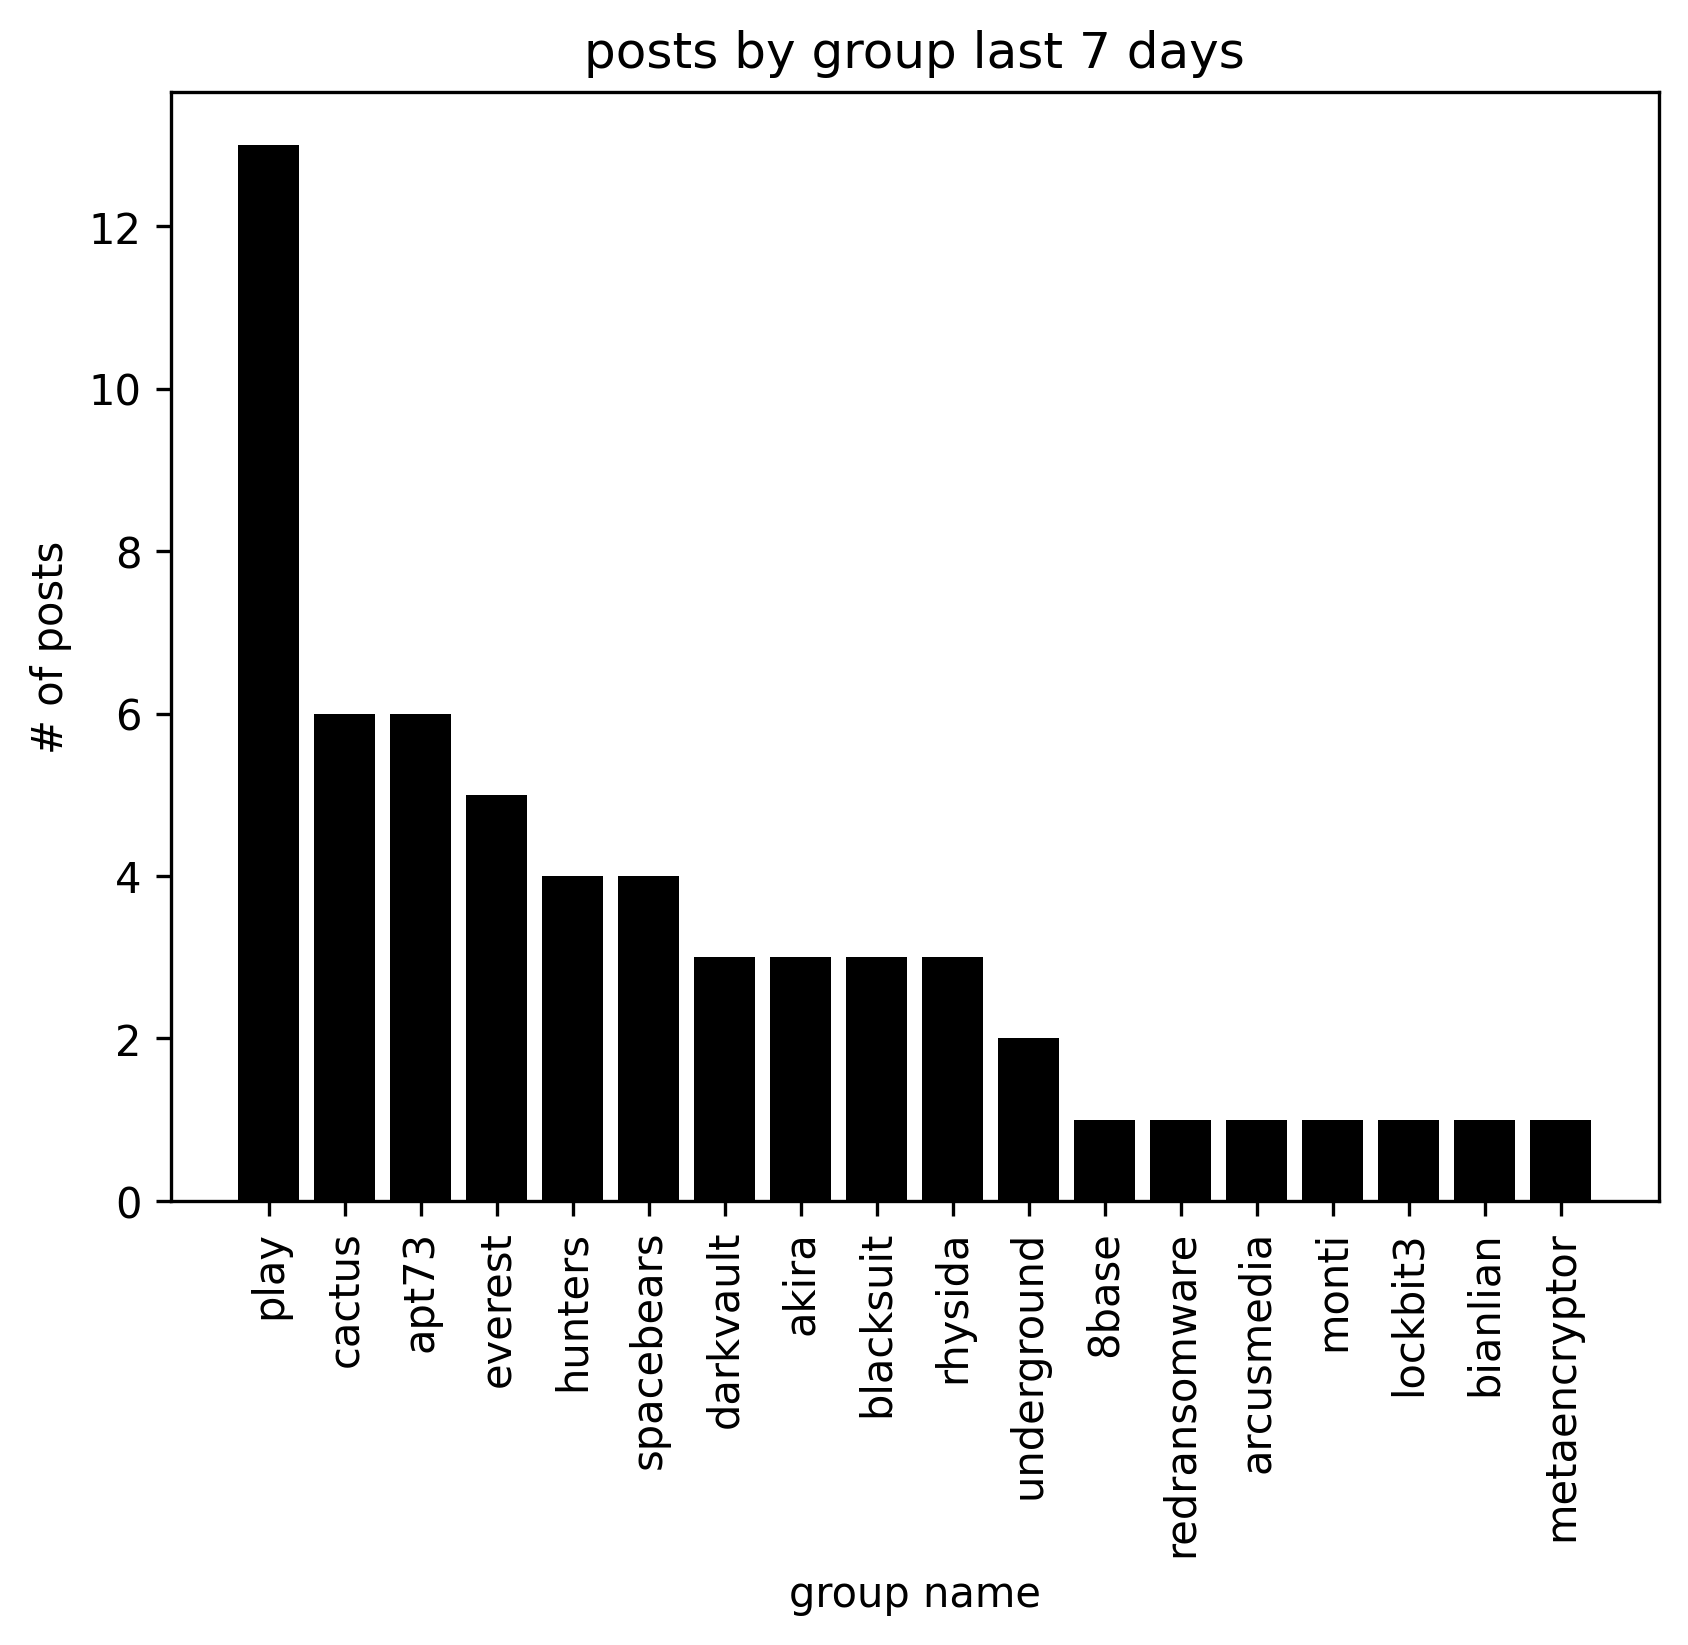 posts by group last 7 days
# of posts
12
10
8
6
4
2
0
play
cactus
apt73
everest
hunters
spacebears
darkvault
akira
blacksuit
rhysida
underground
8base
redransomware
arcusmedia
monti
lockbit3
bianlian
metaencryptor
group name